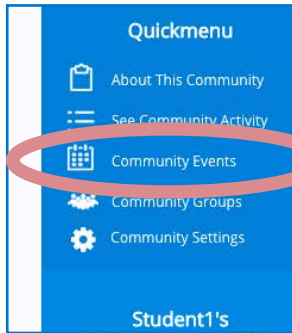 Quickmenu
About This Community
See Community Activity
Community Events
Community Groups
Community Settings
Student1's